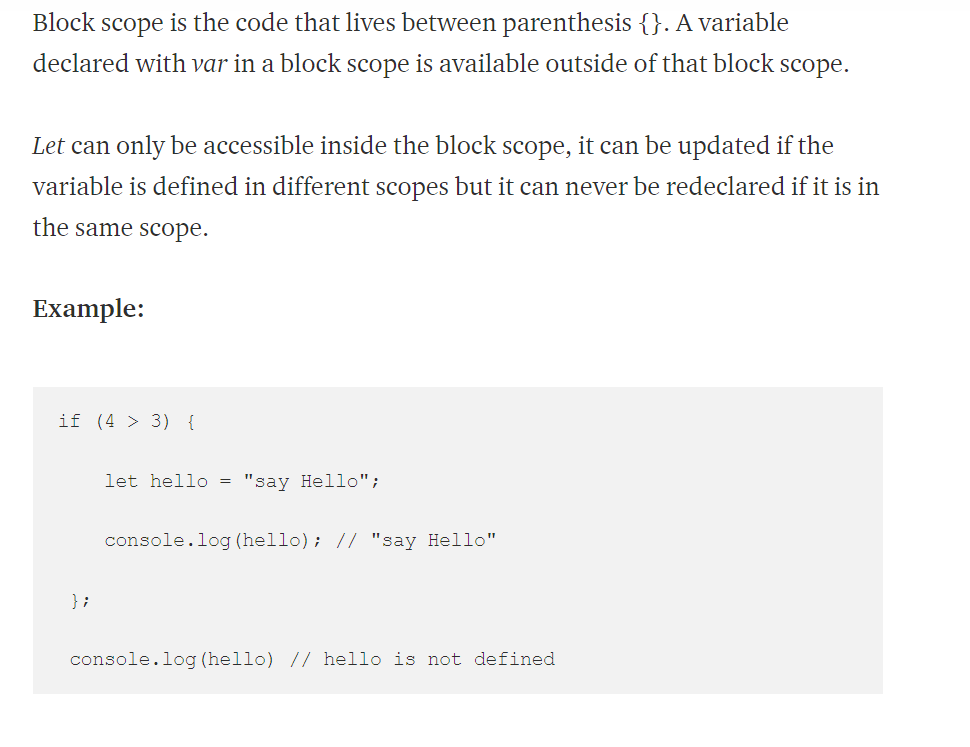 Block scope is the code that lives between parenthesis {}. A variable
declared with var in a block scope is available outside of that block scope.
Let can only be accessible inside the block scope, it can be updated if the
variable is defined in different scopes but it can never be redeclared if it is in
the same scope.
Example:
if (4 > 3) {
let hello = "say Hello";
console.log(hello); // "say Hello"
};
console.log(hello) // hello is not defined